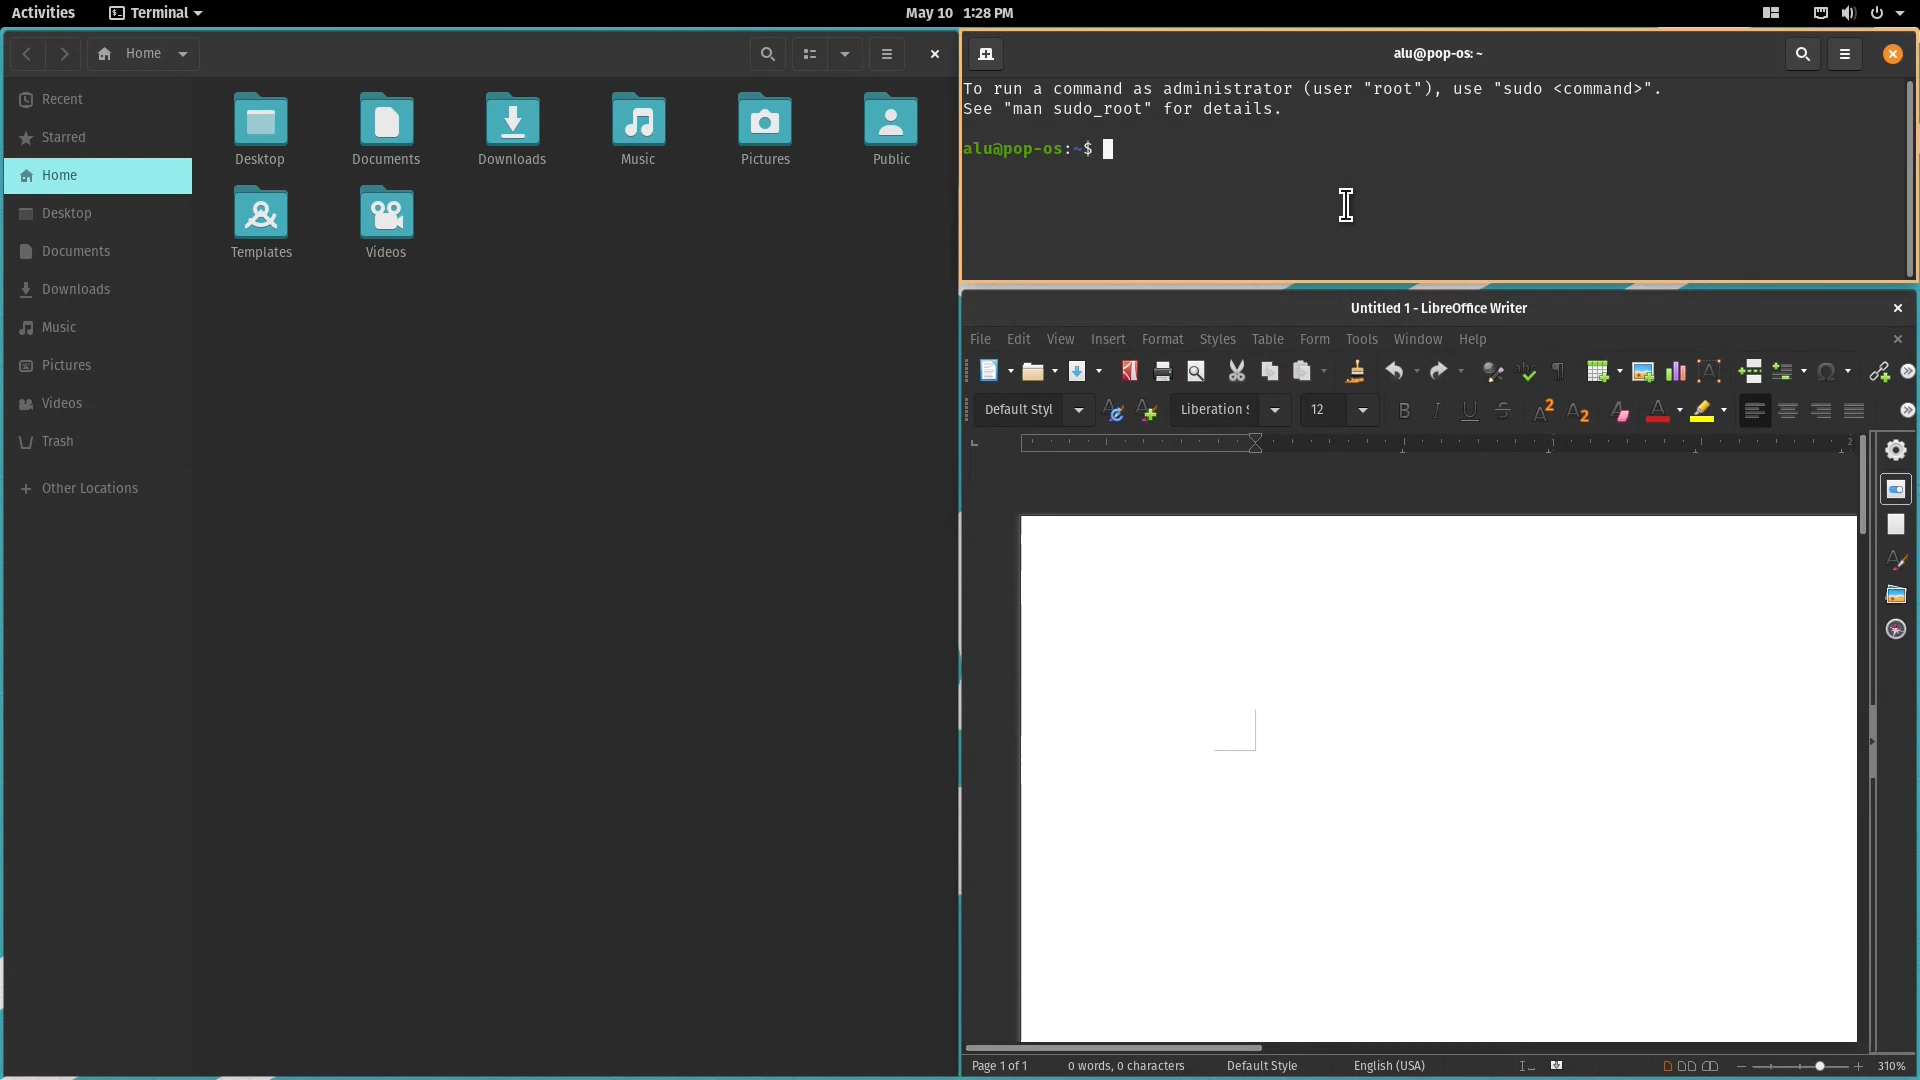 Activities Terminal May 10 1:28 PM
Home
Recent
Starred
Home
Desktop
Documents
Downloads
Music
Pictures
Videos
Trash
Other Locations
Desktop Documents Downloads Music Pictures Public
Templates Videos
alu@pop-os: ~
To run a command as administrator (user "root"), use "sudo <command>".
See "man sudo_root" for details.
alu@pop-os:~$
Untitled 1 - LibreOffice Writer
File Edit View Insert Format Styles Table Form Tools Window Help
Default Styl Liberation S 12
2
Page 1 of 1 0 words, 0 characters Default Style English (USA) 310%